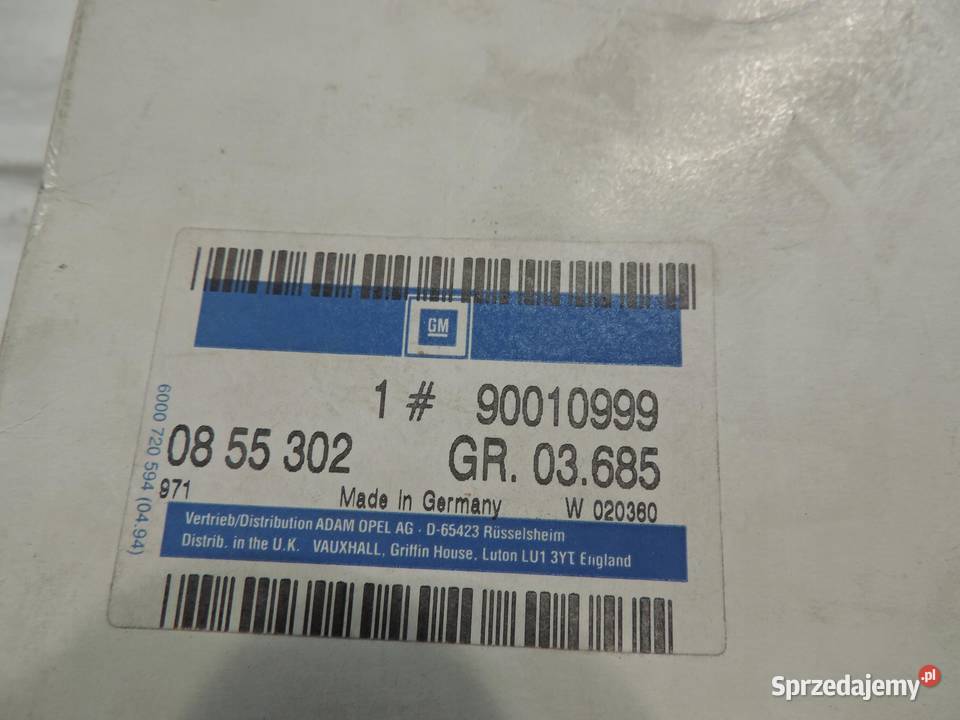 GM
1 # 90010999
08 55 302 GR. 03.685
971 Made in Germany W 020360
Vertrieb/Distribution ADAM OPEL AG · D-65423 Rüsselsheim
Distrib. in the U.K. VAUXHALL, Griffin House. Luton LU1 3YT England
6000 720 594 (04.94)
Sprzedajemy.pl